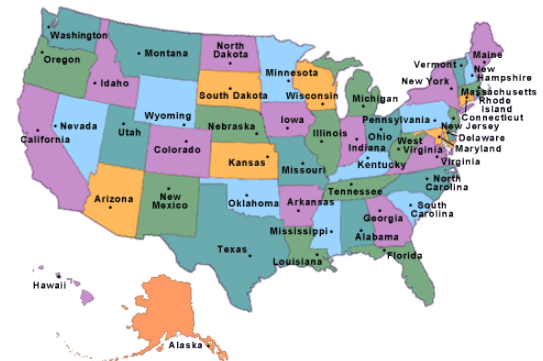 Washington
Oregon
California
Nevada
Idaho
Montana
Wyoming
Utah
Colorado
Arizona
New
Mexico
North
Dakota
South Dakota
Nebraska
Kansas
Oklahoma
Texas
Minnesota
Iowa
Missouri
Arkansas
Louisiana
Wisconsin
Illinois
Michigan
Indiana
Ohio
Kentucky
Tennessee
Mississippi
Alabama
Georgia
Florida
South
Carolina
North
Carolina
Virginia
West
Virginia
Maryland
Delaware
New Jersey
Pennsylvania
New York
Connecticut
Rhode
Island
Massachusetts
New
Hampshire
Vermont
Maine
Hawaii
Alaska